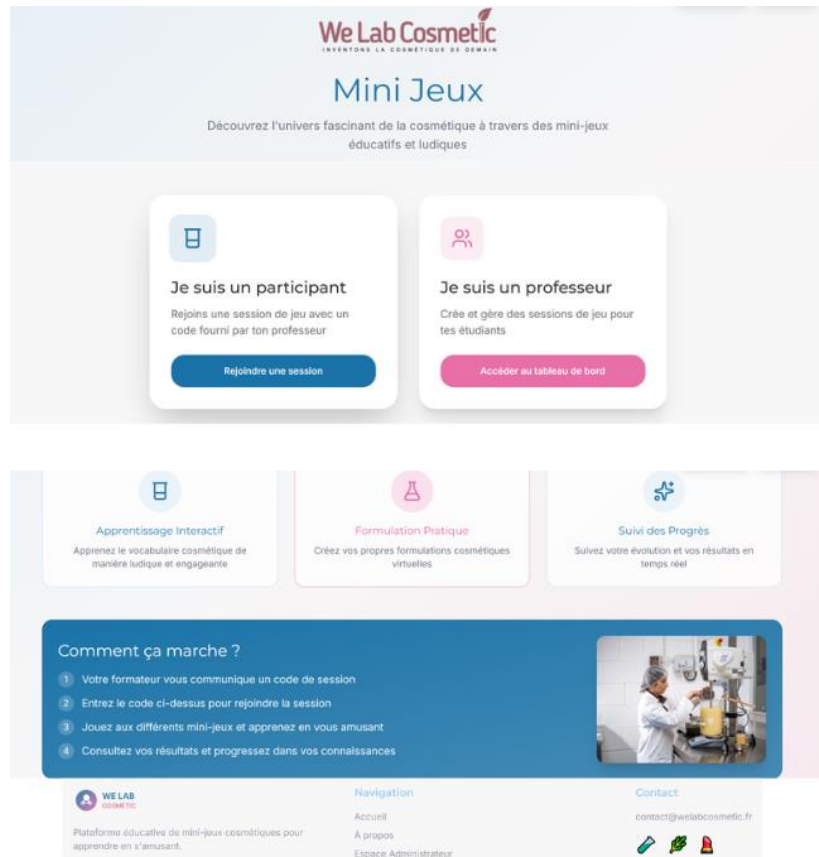 We Lab Cosmetic
INVENTONS LA COSMÉTIQUE DE DEMAIN
Mini Jeux
Découvrez l'univers fascinant de la cosmétique à travers des mini-jeux
éducatifs et ludiques
Je suis un participant
Rejoins une session de jeu avec un
code fourni par ton professeur
Rejoindre une session
Je suis un professeur
Crée et gère des sessions de jeu pour
tes étudiants
Accéder au tableau de bord
Apprentissage Interactif
Apprenez le vocabulaire cosmétique de
manière ludique et engageante
Formulation Pratique
Créez vos propres formulations cosmétiques
virtuelles
Suivi des Progrès
Suivez votre évolution et vos résultats en
temps réel
Comment ça marche ?
1 Votre formateur vous communique un code de session
2 Entrez le code ci-dessus pour rejoindre la session
3 Jouez aux différents mini-jeux et apprenez en vous amusant
4 Consultez vos résultats et progressez dans vos connaissances
WE LAB
COSMETIC
Plateforme éducative de mini-jeux cosmétiques pour
apprendre en s'amusant.
Navigation
Accueil
À propos
Espace Administrateur
Contact
contact@welabcosmetic.fr